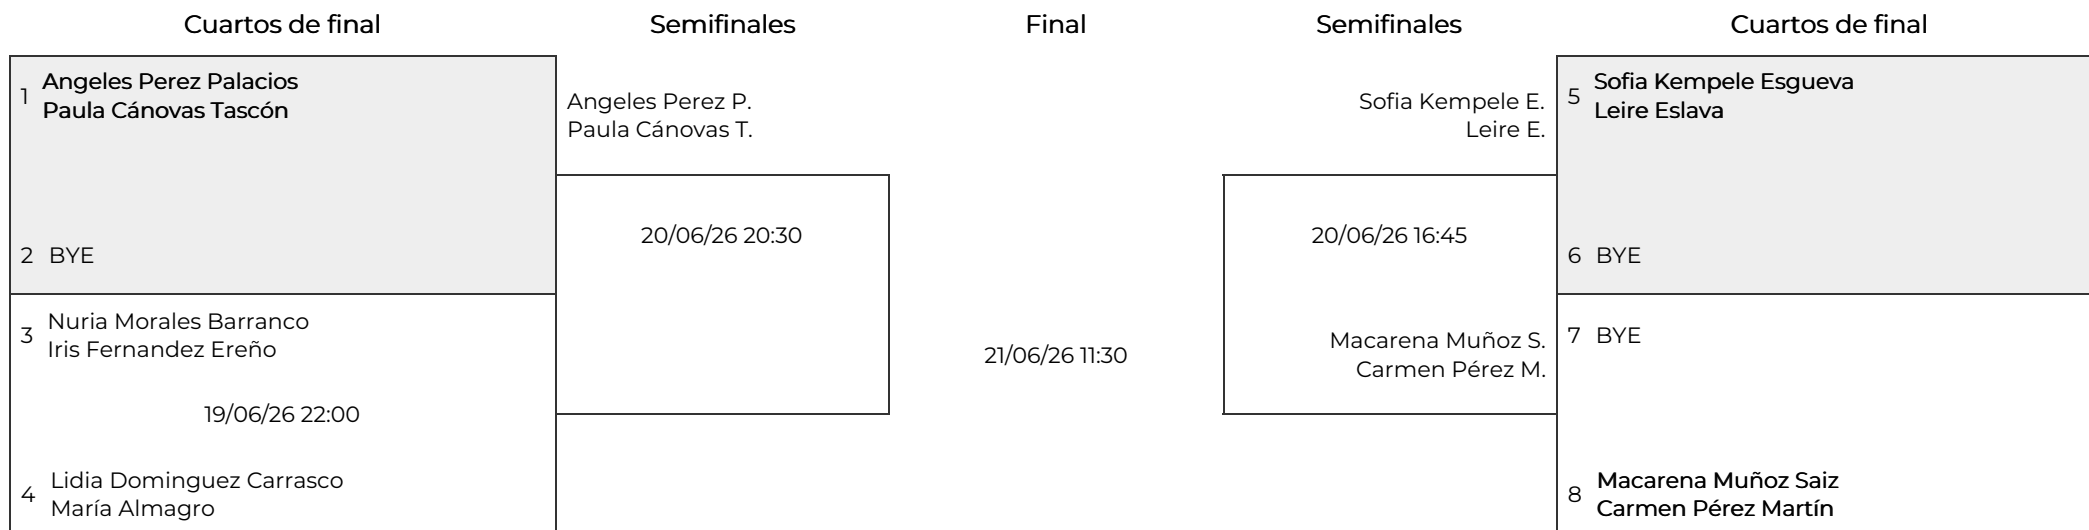 Cuartos de final
Semifinales
Final
Semifinales
Cuartos de final
1
Angeles Perez Palacios
Paula Cánovas Tascón
2 BYE
3
Nuria Morales Barranco
Iris Fernandez Ereño
19/06/26 22:00
4
Lidia Dominguez Carrasco
María Almagro
Angeles Perez P.
Paula Cánovas T.
20/06/26 20:30
21/06/26 11:30
Sofia Kempele E.
Leire E.
20/06/26 16:45
Macarena Muñoz S.
Carmen Pérez M.
5
Sofia Kempele Esgueva
Leire Eslava
6 BYE
7 BYE
8
Macarena Muñoz Saiz
Carmen Pérez Martín